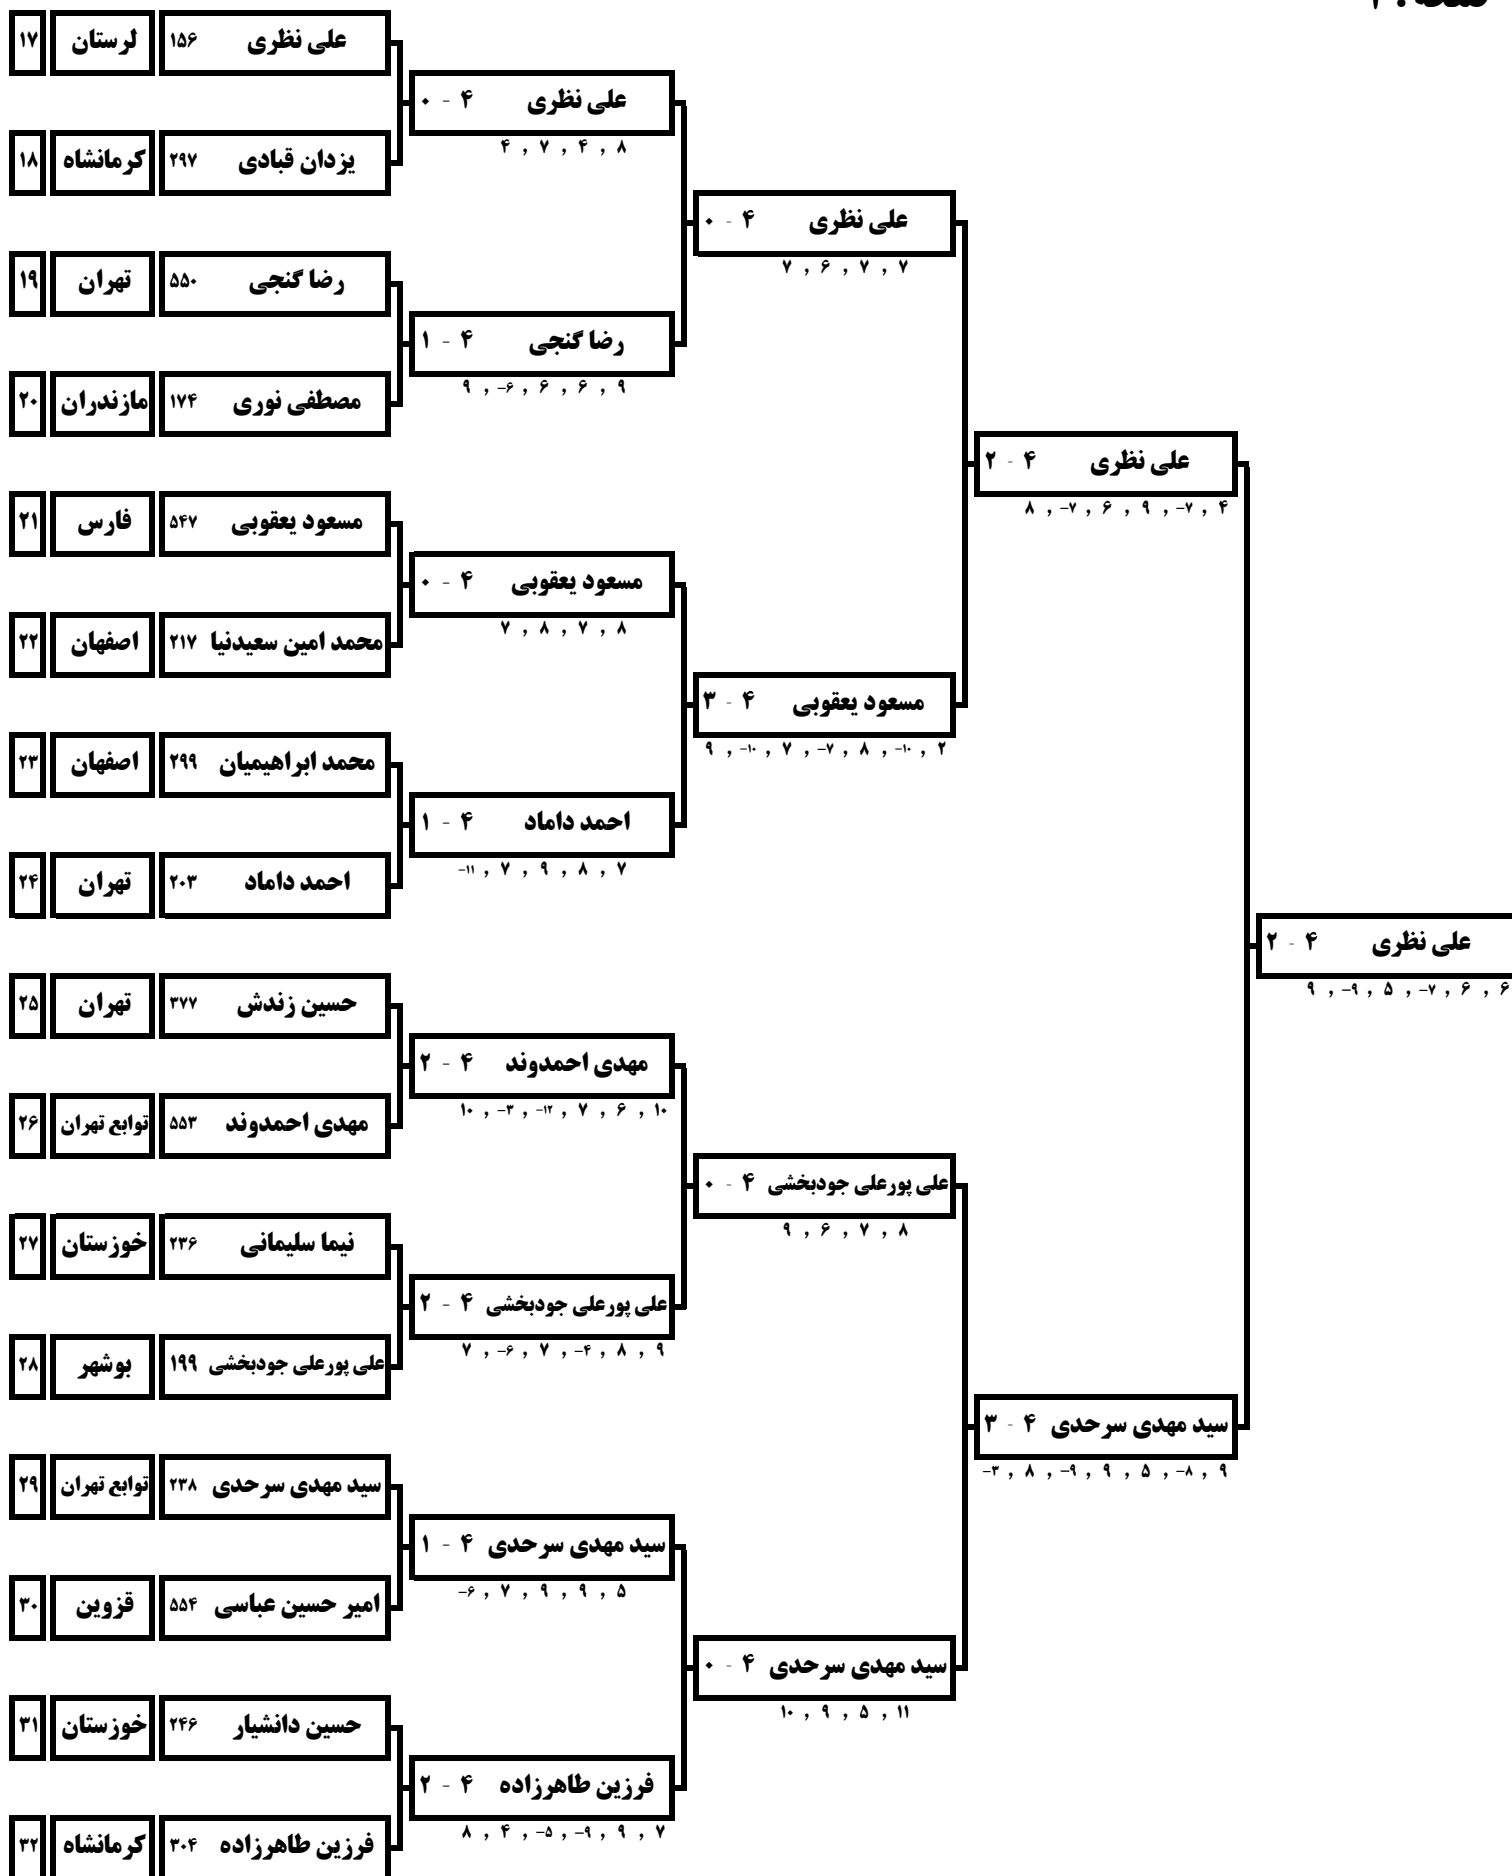 ۱۷ لرستان ۱۵۶ علی نظری
علی نظری ۴ - ۰
۴ , ۷ , ۴ , ۸
۱۸ کرمانشاه ۲۹۷ یزدان قبادی
علی نظری ۴ - ۰
۷ , ۶ , ۷ , ۷
۱۹ تهران ۵۵۰ رضا گنجی
رضا گنجی ۴ - ۱
۹ , -۶ , ۶ , ۶ , ۹
۲۰ مازندران ۱۷۴ مصطفی نوری
علی نظری ۴ - ۲
۸ , -۷ , ۶ , ۹ , -۷ , ۴
۲۱ فارس ۵۴۷ مسعود یعقوبی
مسعود یعقوبی ۴ - ۰
۷ , ۸ , ۷ , ۸
۲۲ اصفهان ۲۱۷ محمد امین سعیدنیا
مسعود یعقوبی ۴ - ۳
۹ , -۱۰ , ۷ , -۷ , ۸ , -۱۰ , ۲
۲۳ اصفهان ۲۹۹ محمد ابراهیمیان
احمد داماد ۴ - ۱
-۱۱ , ۷ , ۹ , ۸ , ۷
۲۴ تهران ۲۰۳ احمد داماد
علی نظری ۴ - ۲
۹ , -۹ , ۵ , -۷ , ۶ , ۶
۲۵ تهران ۳۷۷ حسین زندش
مهدی احمدوند ۴ - ۲
۱۰ , -۳ , -۱۲ , ۷ , ۶ , ۱۰
۲۶ توابع تهران ۵۵۳ مهدی احمدوند
علی پورعلی جودبخشی ۴ - ۰
۹ , ۶ , ۷ , ۸
۲۷ خوزستان ۲۳۶ نیما سلیمانی
علی پورعلی جودبخشی ۴ - ۲
۷ , -۶ , ۷ , -۴ , ۸ , ۹
۲۸ بوشهر ۱۹۹ علی پورعلی جودبخشی
سید مهدی سرحدی ۴ - ۳
-۳ , ۸ , -۹ , ۹ , ۵ , -۸ , ۹
۲۹ توابع تهران ۲۳۸ سید مهدی سرحدی
سید مهدی سرحدی ۴ - ۱
-۶ , ۷ , ۹ , ۹ , ۵
۳۰ قزوین ۵۵۴ امیر حسین عباسی
سید مهدی سرحدی ۴ - ۰
۱۰ , ۹ , ۵ , ۱۱
۳۱ خوزستان ۲۴۶ حسین دانشیار
فرزین طاهرزاده ۴ - ۲
۸ , ۴ , -۵ , -۹ , ۹ , ۷
۳۲ کرمانشاه ۳۰۴ فرزین طاهرزاده